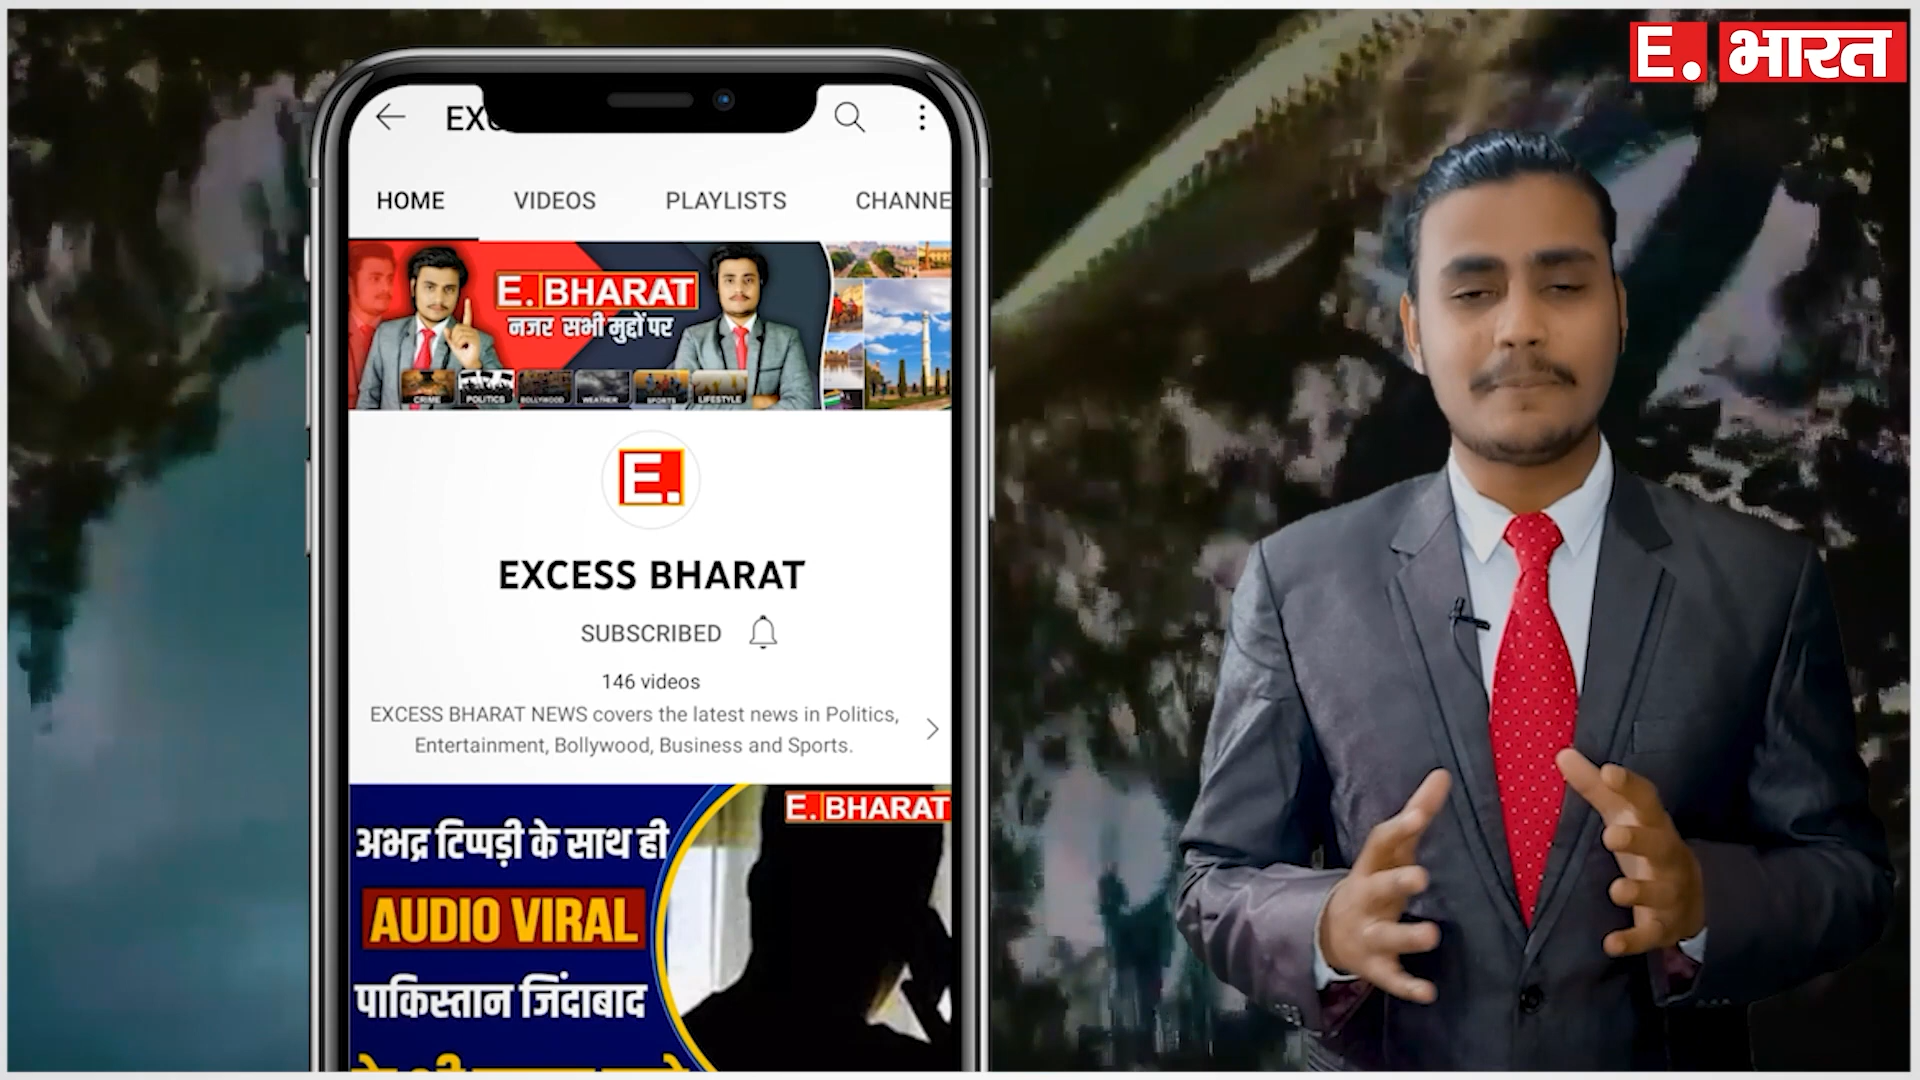 E. भारत
EXC
HOME VIDEOS PLAYLISTS CHANNE
E. BHARAT
नजर सभी मुद्दों पर
CRIME POLITICS BOLLYWOOD WEATHER SPORTS LIFESTYLE
E.
EXCESS BHARAT
SUBSCRIBED
146 videos
EXCESS BHARAT NEWS covers the latest news in Politics,
Entertainment, Bollywood, Business and Sports.
E. BHARAT
अभद्र टिप्पड़ी के साथ ही
AUDIO VIRAL
पाकिस्तान जिंदाबाद